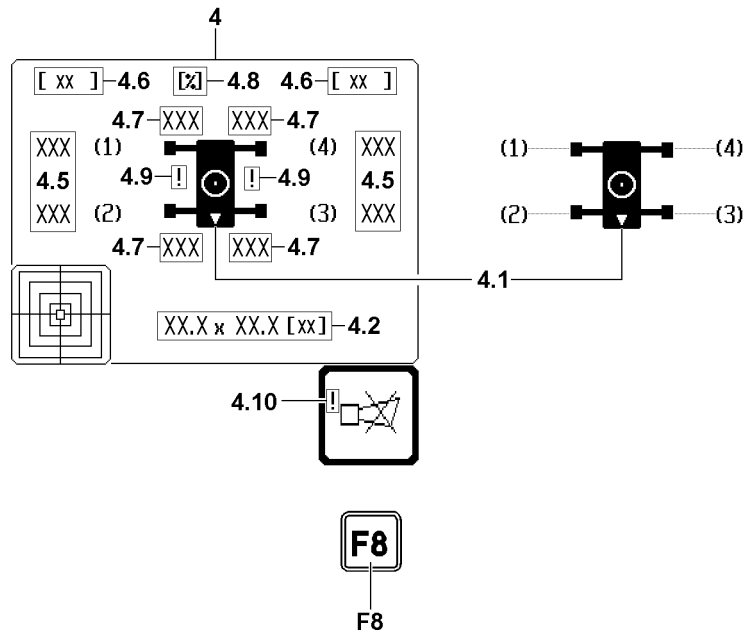 4
[ xx ] 4.6 [%] 4.8 4.6 [ xx ]
4.7 XXX XXX 4.7
XXX (1) (4) XXX (1) (4)
4.5 4.9 ! ! 4.9 4.5
XXX (2) (3) XXX (2) (3)
4.7 XXX XXX 4.7
4.1
XX.X x XX.X [xx] 4.2
4.10 !
F8
F8